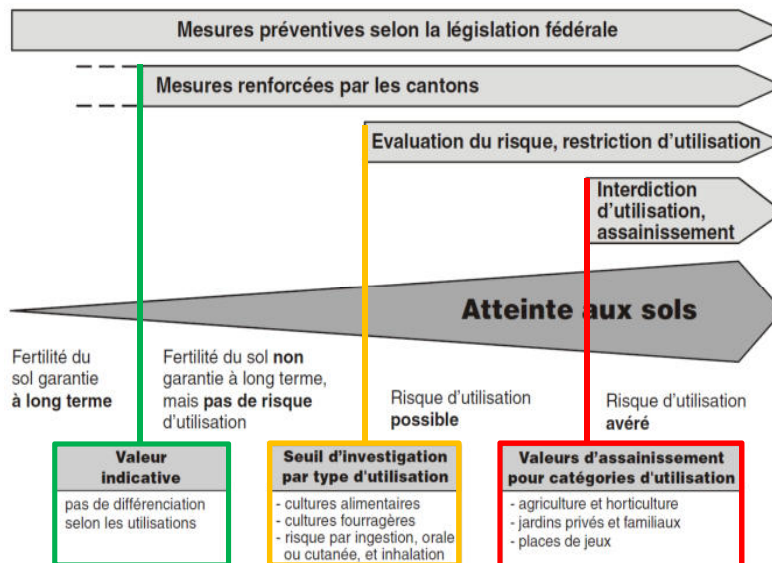 Mesures préventives selon la législation fédérale
Mesures renforcées par les cantons
Evaluation du risque, restriction d'utilisation
Interdiction
d'utilisation,
assainissement
Atteinte aux sols
Fertilité du
sol garantie
à long terme
Fertilité du sol non
garantie à long terme,
mais pas de risque
d'utilisation
Risque d'utilisation
possible
Risque d'utilisation
avéré
Valeur
indicative
pas de différenciation
selon les utilisations
Seuil d'investigation
par type d'utilisation
- cultures alimentaires
- cultures fourragères
- risque par ingestion, orale
ou cutanée, et inhalation
Valeurs d'assainissement
pour catégories d'utilisation
- agriculture et horticulture
- jardins privés et familiaux
- places de jeux